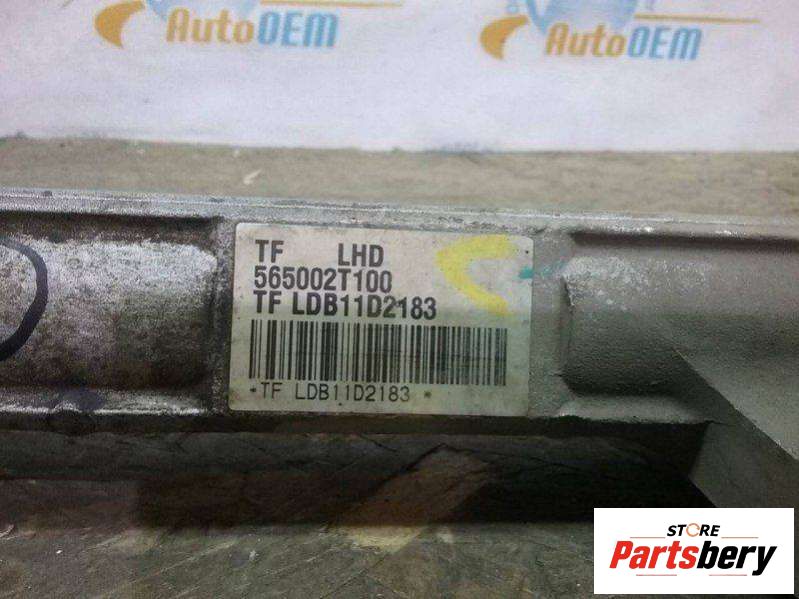 AutoOEM
AutoOEM
TF LHD
565002T100
TF LDB11D2183
*TF LDB11D2183 *
STORE
Partsbery